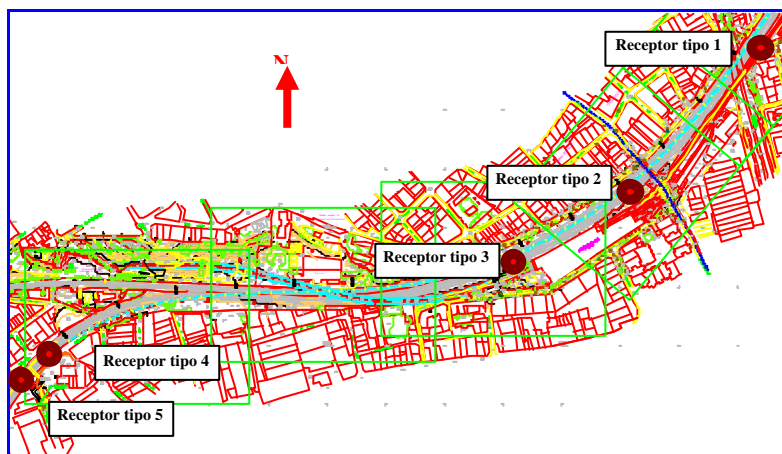 Receptor tipo 1
N
Receptor tipo 2
Receptor tipo 3
Receptor tipo 4
Receptor tipo 5